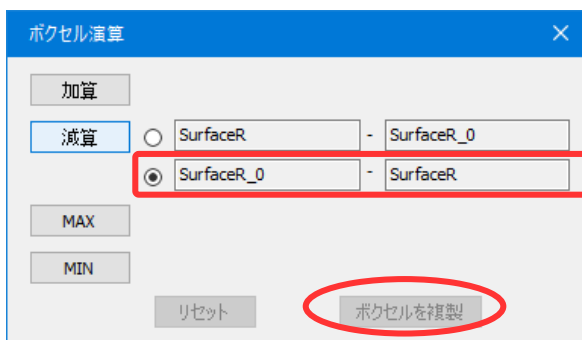 ボクセル演算
加算
減算 SurfaceR - SurfaceR_0
SurfaceR_0 - SurfaceR
MAX
MIN
リセット ボクセルを複製